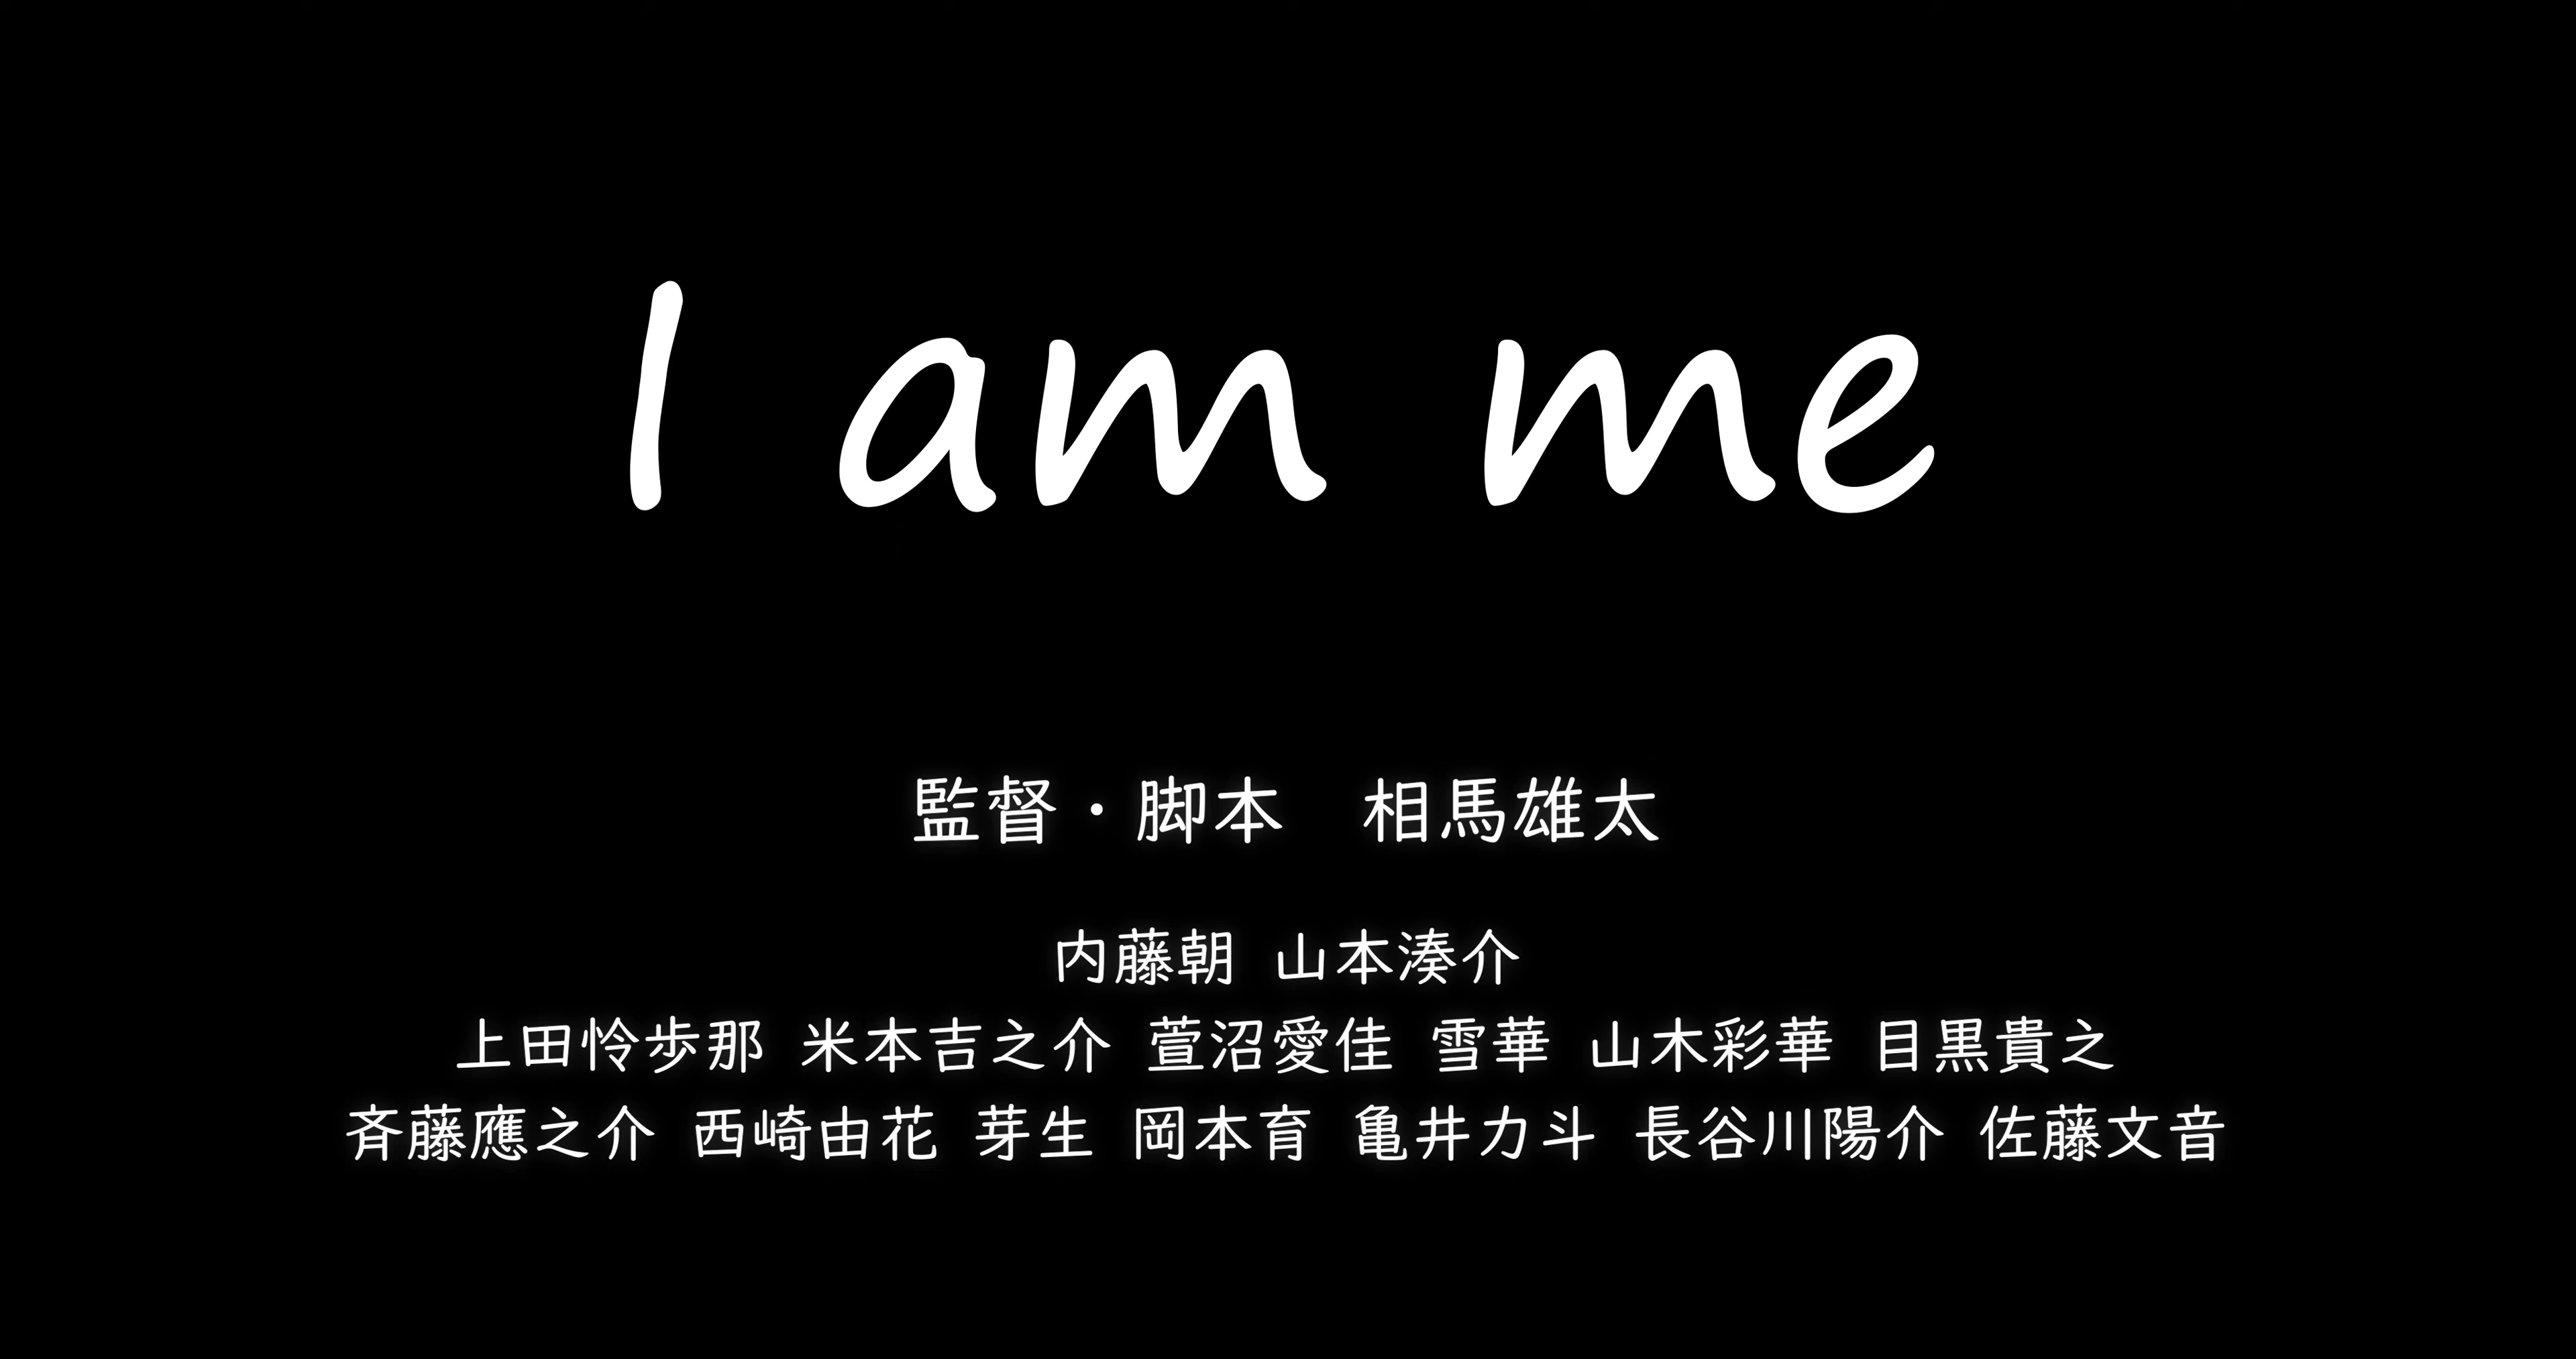 I am me
監督・脚本　相馬雄太
内藤朝 山本湊介
上田怜歩那 米本吉之介 萱沼愛佳 雪華 山木彩華 目黒貴之
斉藤應之介 西崎由花 芽生 岡本育 亀井力斗 長谷川陽介 佐藤文音